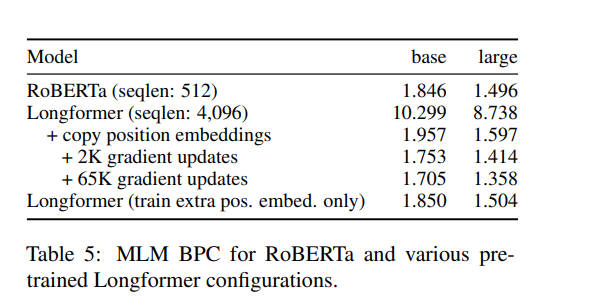 Model base large
RoBERTa (seqlen: 512) 1.846 1.496
Longformer (seqlen: 4,096) 10.299 8.738
+ copy position embeddings 1.957 1.597
+ 2K gradient updates 1.753 1.414
+ 65K gradient updates 1.705 1.358
Longformer (train extra pos. embed. only) 1.850 1.504
Table 5: MLM BPC for RoBERTa and various pre-
trained Longformer configurations.